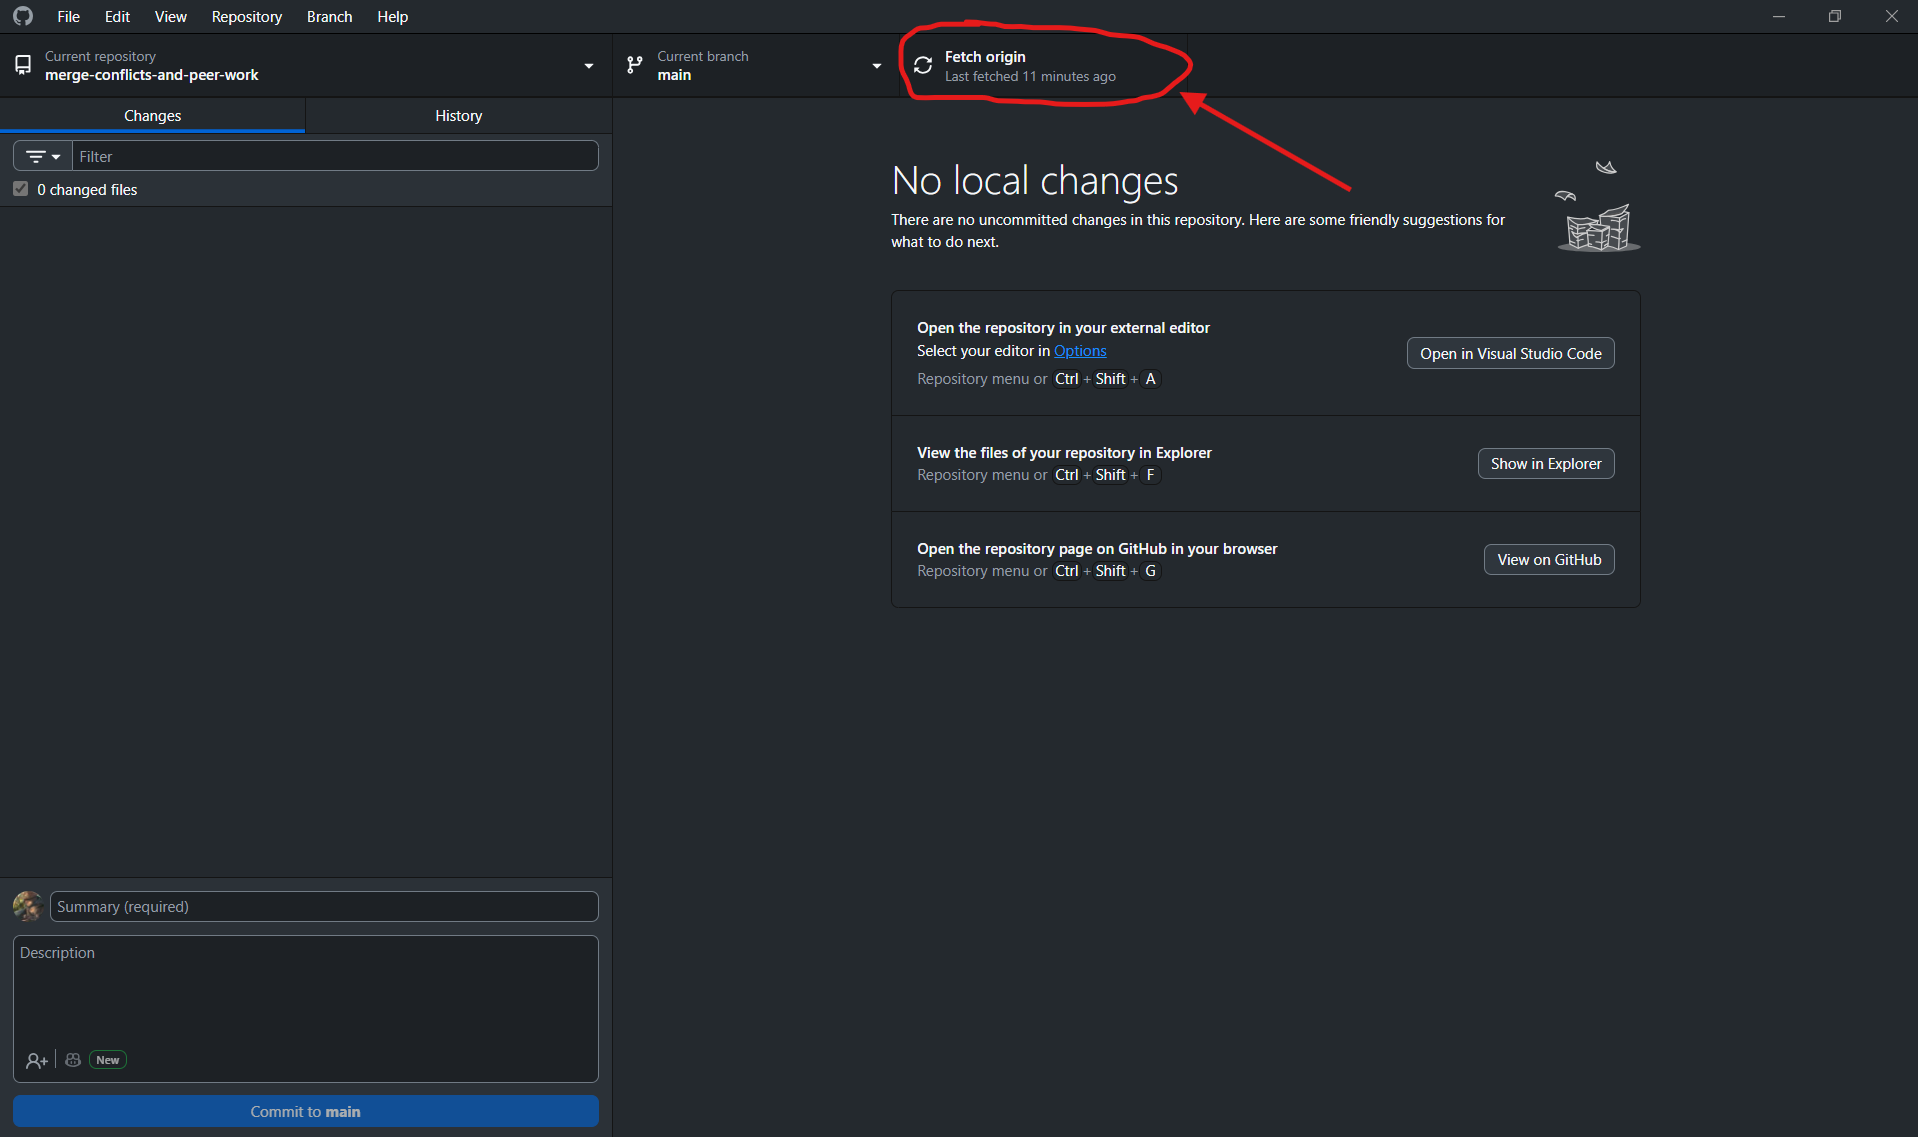 File Edit View Repository Branch Help
Current repository
merge-conflicts-and-peer-work
Current branch
main
Fetch origin
Last fetched 11 minutes ago
Changes
History
Filter
0 changed files
No local changes
There are no uncommitted changes in this repository. Here are some friendly suggestions for
what to do next.
Open the repository in your external editor
Select your editor in Options
Repository menu or Ctrl + Shift + A
Open in Visual Studio Code
View the files of your repository in Explorer
Repository menu or Ctrl + Shift + F
Show in Explorer
Open the repository page on GitHub in your browser
Repository menu or Ctrl + Shift + G
View on GitHub
Summary (required)
Description
New
Commit to main